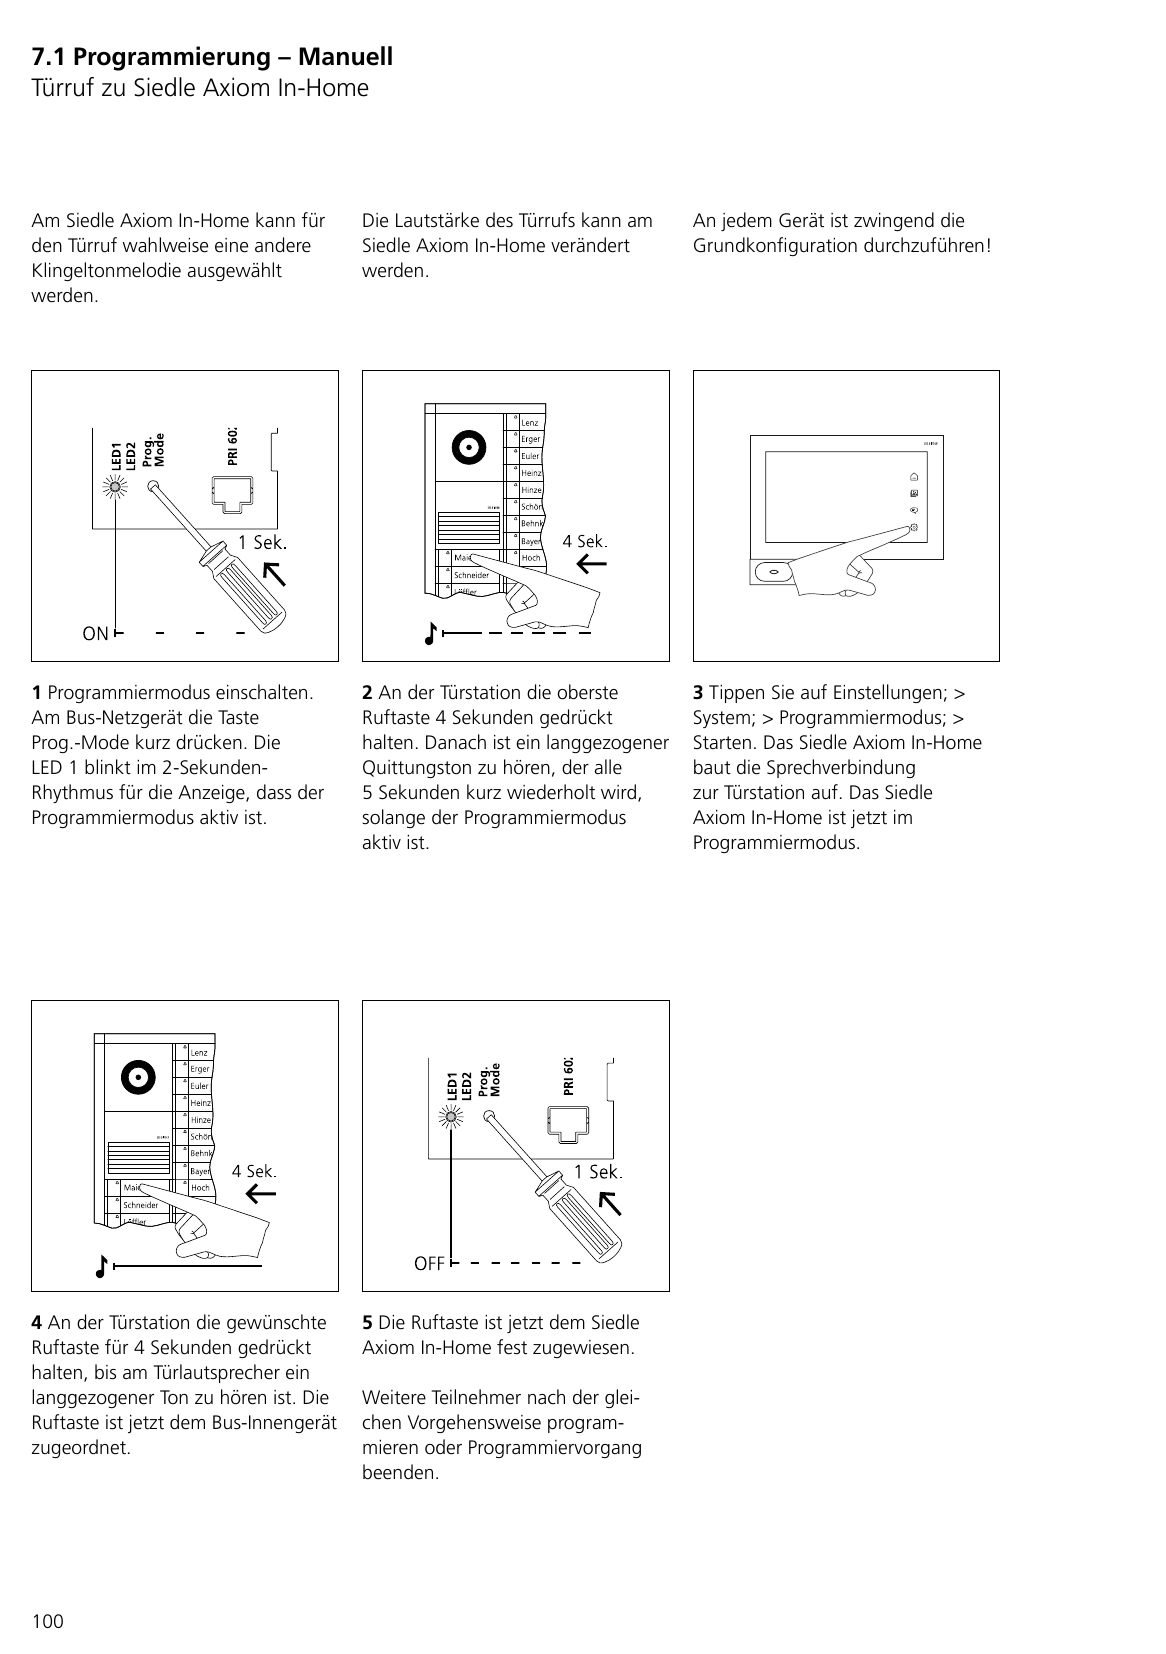 7.1 Programmierung – Manuell
Türruf zu Siedle Axiom In-Home
Am Siedle Axiom In-Home kann für
den Türruf wahlweise eine andere
Klingeltonmelodie ausgewählt
werden.
Die Lautstärke des Türrufs kann am
Siedle Axiom In-Home verändert
werden.
An jedem Gerät ist zwingend die
Grundkonfiguration durchzuführen!
LED1
LED2
Prog.
Mode
PRI 602
1 Sek.
ON
Lenz
Erger
Euler
Heinz
Hinze
Schön
Behnk
Bayer
Hoch
Schneider
4 Sek.
1 Programmiermodus einschalten.
Am Bus-Netzgerät die Taste
Prog.-Mode kurz drücken. Die
LED 1 blinkt im 2-Sekunden-
Rhythmus für die Anzeige, dass der
Programmiermodus aktiv ist.
2 An der Türstation die oberste
Ruftaste 4 Sekunden gedrückt
halten. Danach ist ein langgezogener
Quittungston zu hören, der alle
5 Sekunden kurz wiederholt wird,
solange der Programmiermodus
aktiv ist.
3 Tippen Sie auf Einstellungen; >
System; > Programmiermodus; >
Starten. Das Siedle Axiom In-Home
baut die Sprechverbindung
zur Türstation auf. Das Siedle
Axiom In-Home ist jetzt im
Programmiermodus.
Lenz
Erger
Euler
Heinz
Hinze
Schön
Behnk
Bayer
Hoch
Schneider
4 Sek.
LED1
LED2
Prog.
Mode
PRI 602
1 Sek.
OFF
4 An der Türstation die gewünschte
Ruftaste für 4 Sekunden gedrückt
halten, bis am Türlautsprecher ein
langgezogener Ton zu hören ist. Die
Ruftaste ist jetzt dem Bus-Innengerät
zugeordnet.
5 Die Ruftaste ist jetzt dem Siedle
Axiom In-Home fest zugewiesen.
Weitere Teilnehmer nach der glei-
chen Vorgehensweise program-
mieren oder Programmiervorgang
beenden.
100